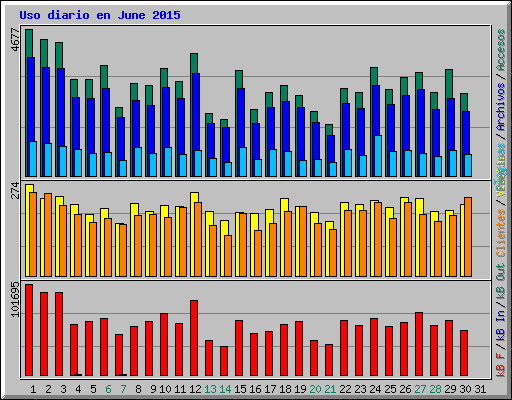 Uso diario en June 2015
4677
274
101695
Páginas / Archivos / Accesos
Clientes /
kB F / kB In / kB Out
1 2 3 4 5 6 7 8 9 10 11 12 13 14 15 16 17 18 19 20 21 22 23 24 25 26 27 28 29 30 31